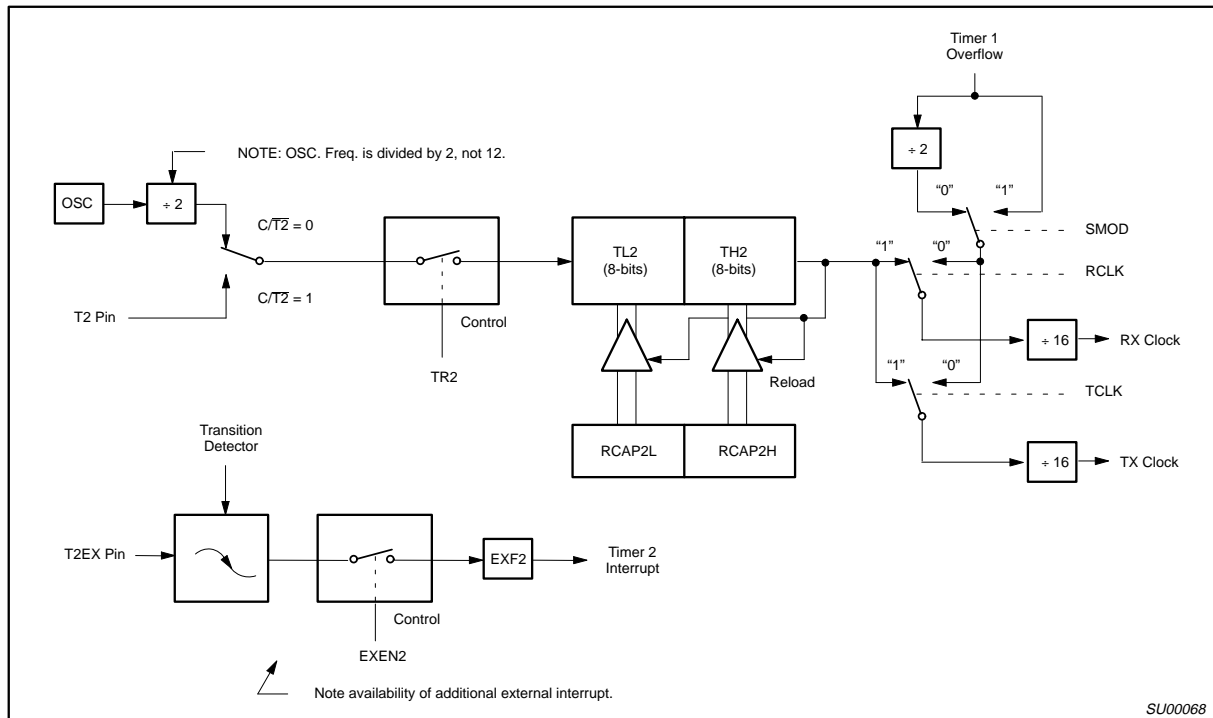 Timer 1
Overflow
÷ 2
NOTE: OSC. Freq. is divided by 2, not 12.
“0”
“1”
OSC
÷ 2
C/T2 = 0
SMOD
TL2
(8-bits)
TH2
(8-bits)
“1”
“0”
RCLK
C/T2 = 1
T2 Pin
Control
÷ 16
RX Clock
TR2
Reload
“1”
“0”
TCLK
Transition
Detector
RCAP2L
RCAP2H
÷ 16
TX Clock
T2EX Pin
EXF2
Timer 2
Interrupt
Control
EXEN2
Note availability of additional external interrupt.
SU00068